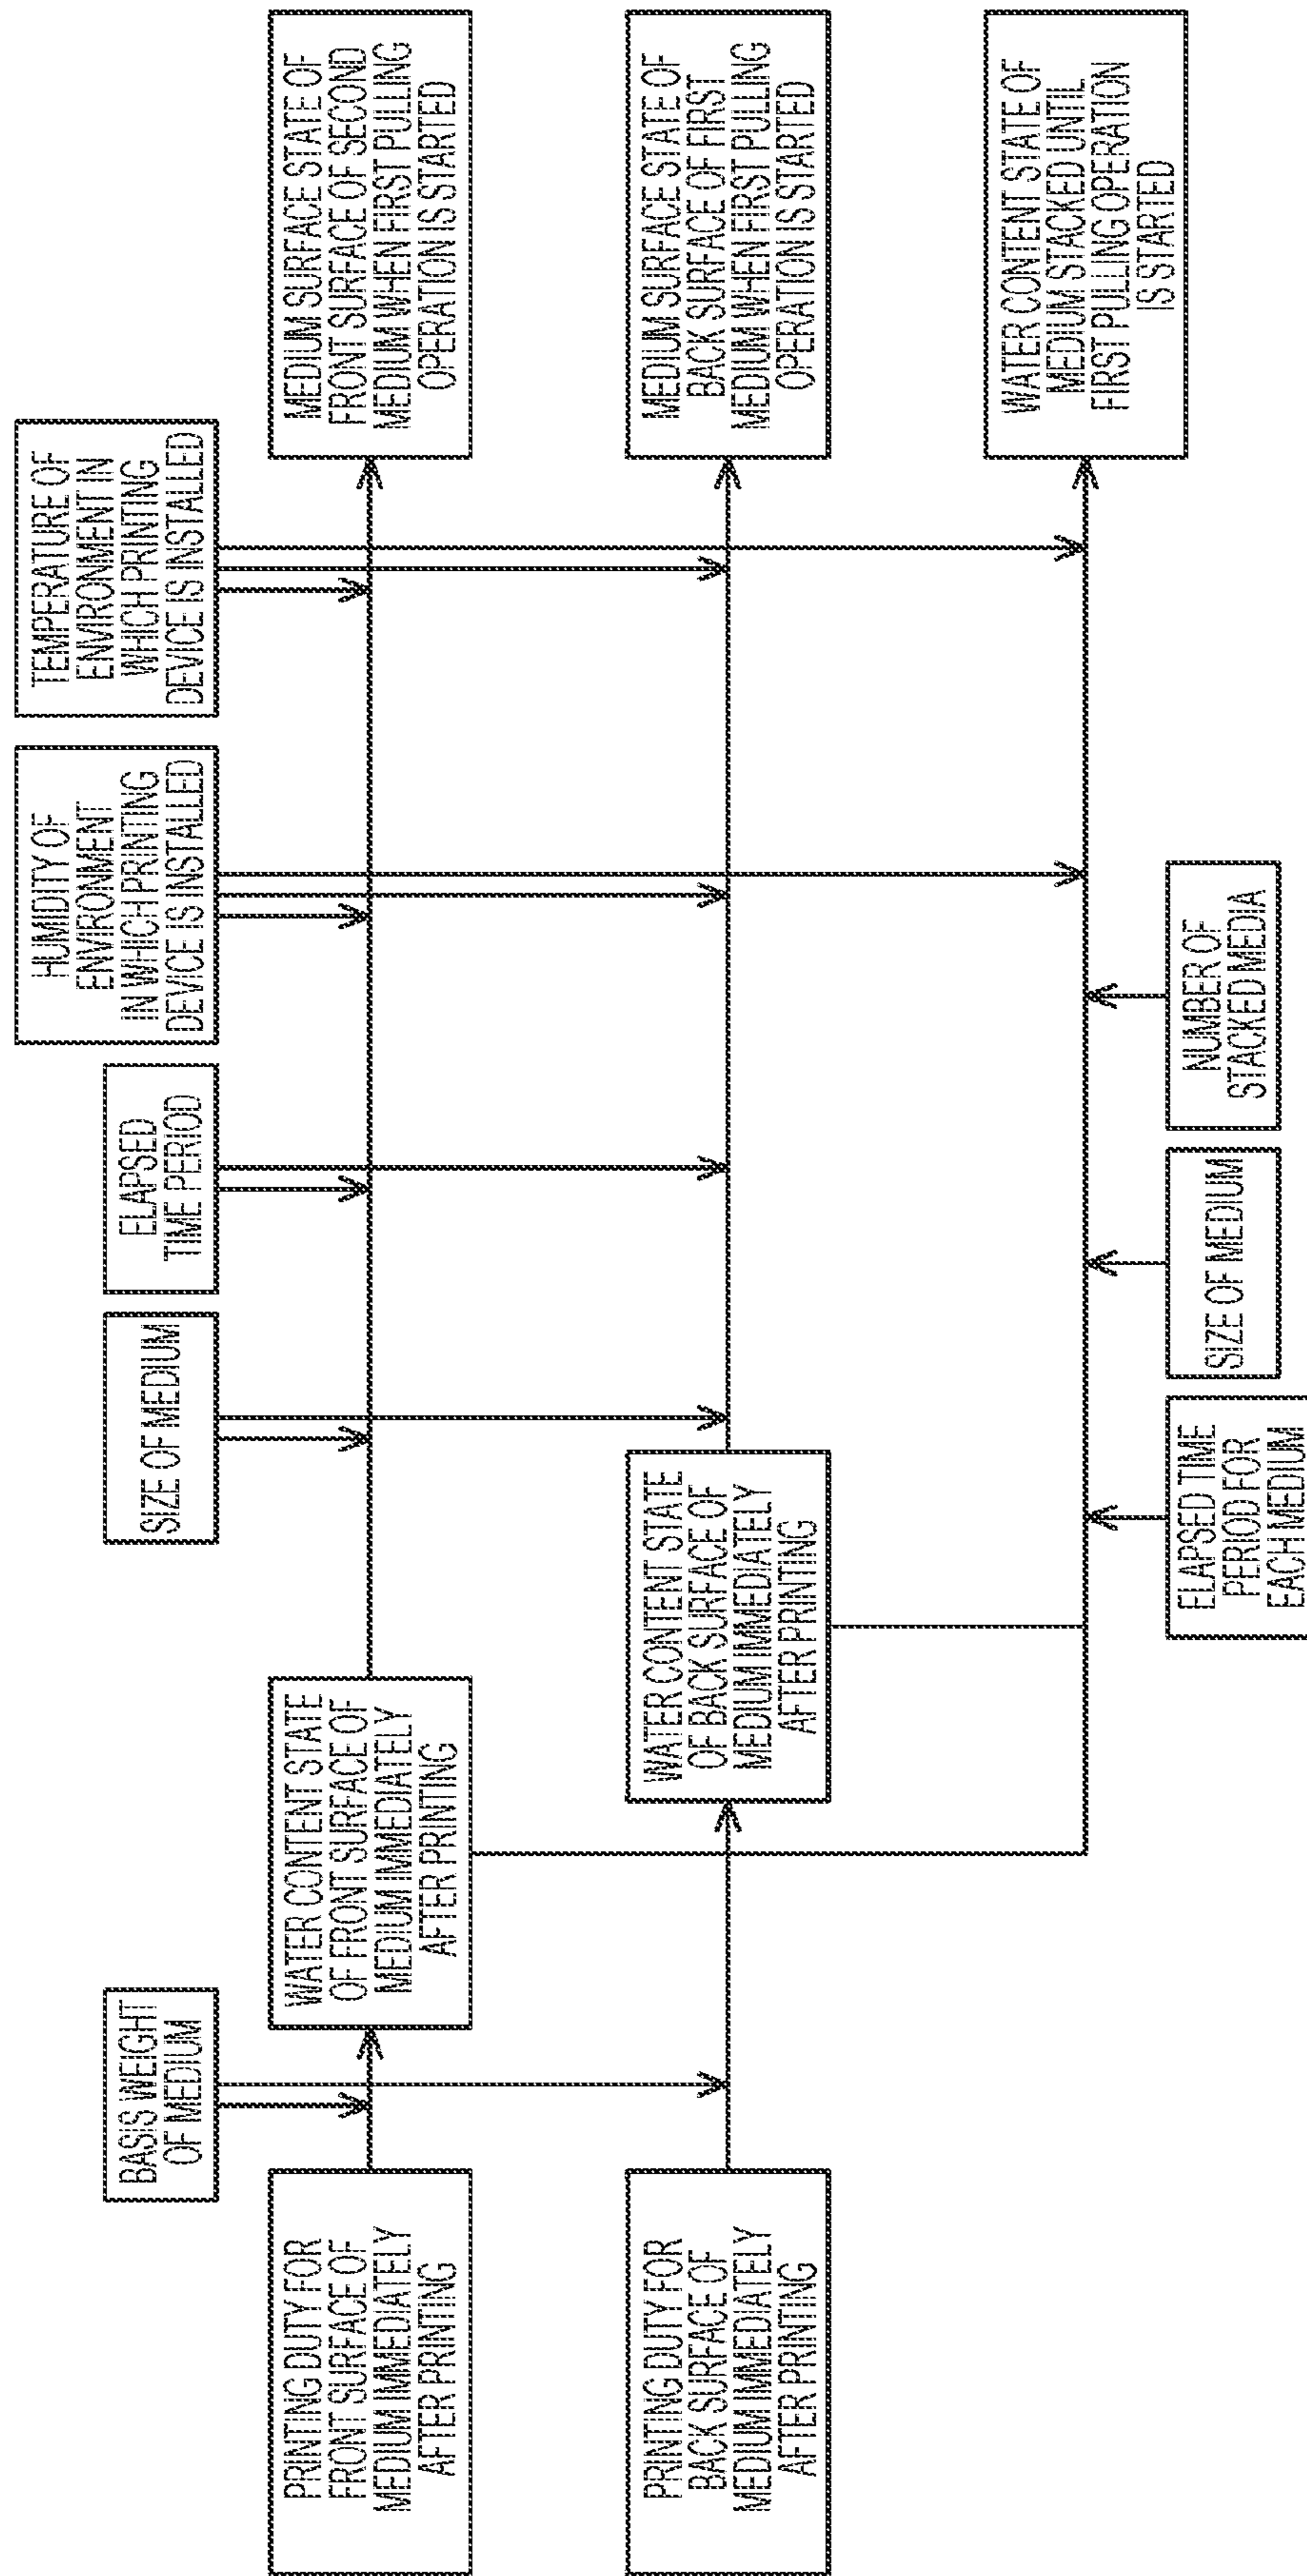 TEMPERATURE OF
ENVIRONMENT IN
WHICH PRINTING
DEVICE IS INSTALLED
HUMIDITY OF
ENVIRONMENT
IN WHICH PRINTING
DEVICE IS INSTALLED
ELAPSED
TIME PERIOD
SIZE OF MEDIUM
BASIS WEIGHT
OF MEDIUM
PRINTING DUTY FOR
FRONT SURFACE OF
MEDIUM IMMEDIATELY
AFTER PRINTING
WATER CONTENT STATE
OF FRONT SURFACE OF
MEDIUM IMMEDIATELY
AFTER PRINTING
MEDIUM SURFACE STATE OF
FRONT SURFACE OF SECOND
MEDIUM WHEN FIRST PULLING
OPERATION IS STARTED
PRINTING DUTY FOR
BACK SURFACE OF
MEDIUM IMMEDIATELY
AFTER PRINTING
WATER CONTENT STATE
OF BACK SURFACE OF
MEDIUM IMMEDIATELY
AFTER PRINTING
MEDIUM SURFACE STATE OF
BACK SURFACE OF FIRST
MEDIUM WHEN FIRST PULLING
OPERATION IS STARTED
WATER CONTENT STATE OF
MEDIUM STACKED UNTIL
FIRST PULLING OPERATION
IS STARTED
ELAPSED TIME
PERIOD FOR
EACH MEDIUM
SIZE OF MEDIUM
NUMBER OF
STACKED MEDIA